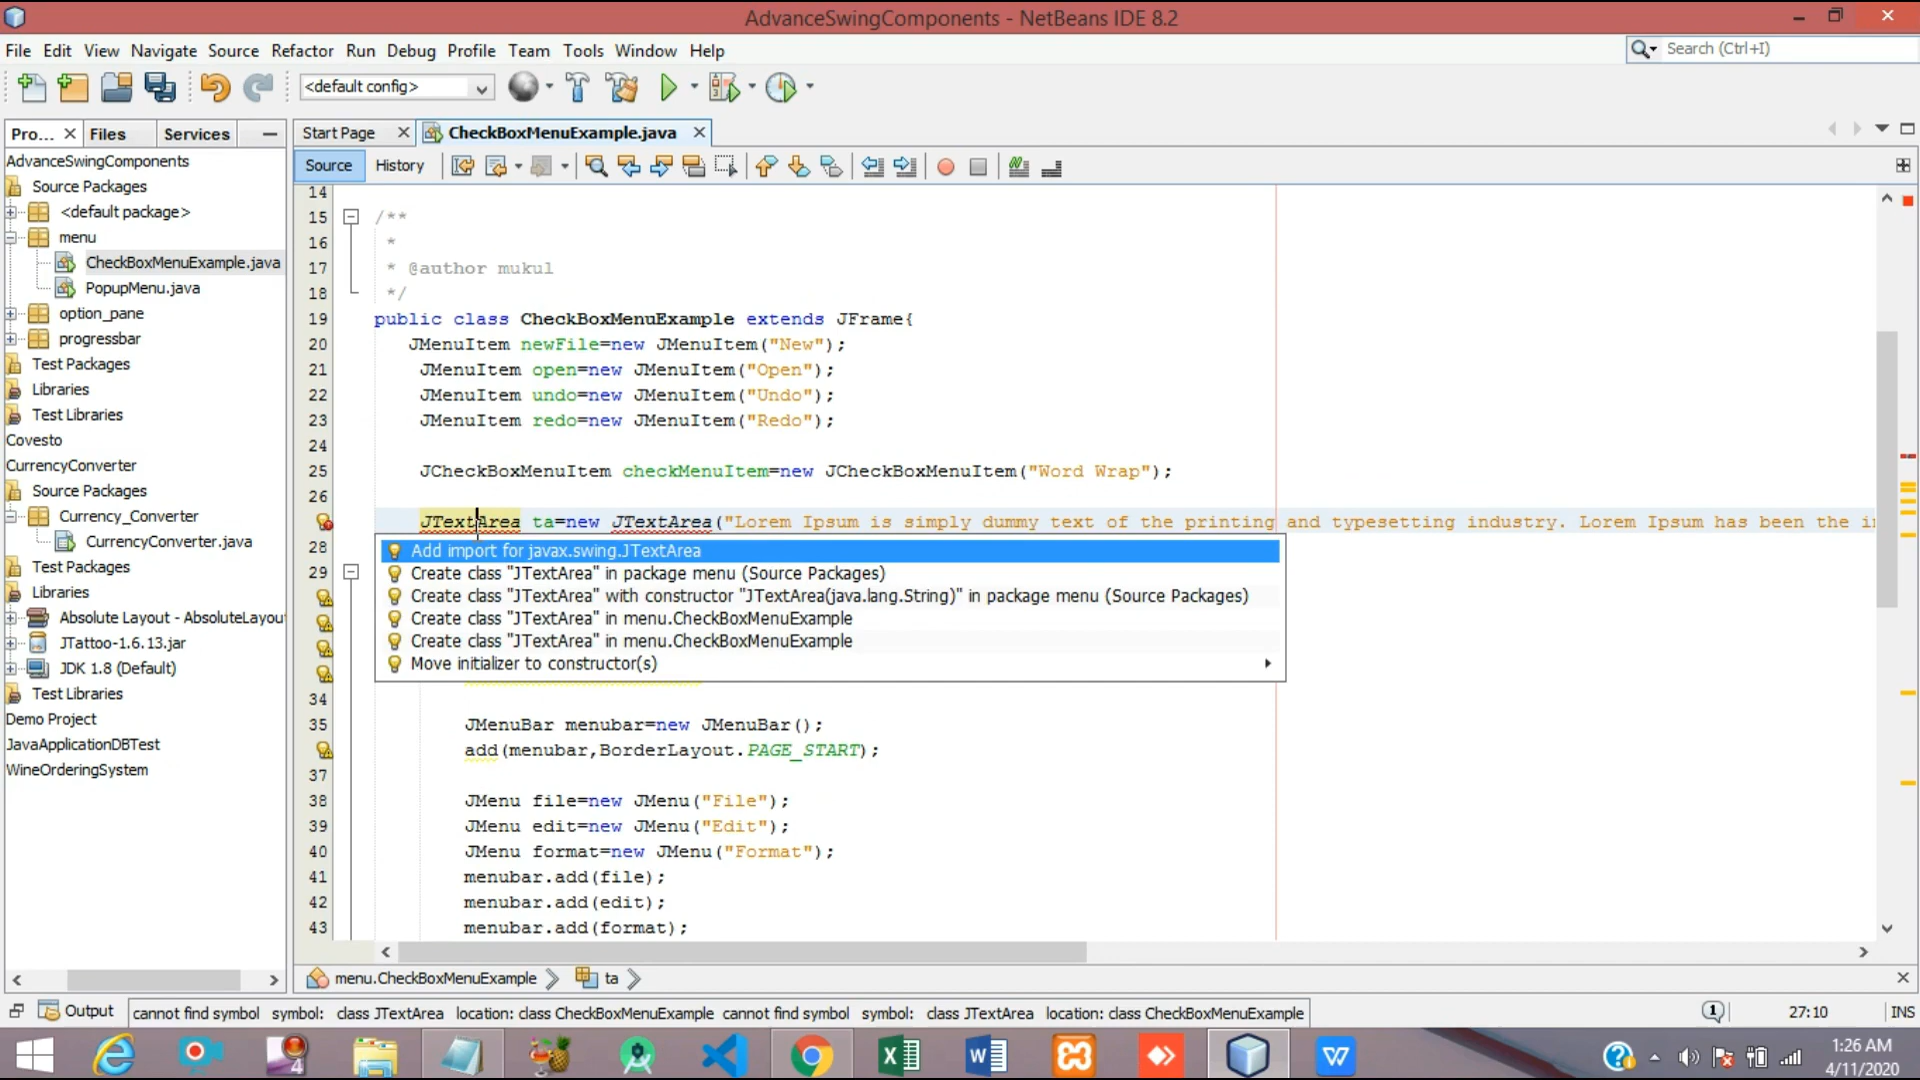 AdvanceSwingComponents - NetBeans IDE 8.2
File Edit View Navigate Source Refactor Run Debug Profile Team Tools Window Help
Search (Ctrl+I)
<default config>
Pro... Files Services
Start Page CheckBoxMenuExample.java
Source History
AdvanceSwingComponents
Source Packages
<default package>
menu
CheckBoxMenuExample.java
PopupMenu.java
option_pane
progressbar
Test Packages
Libraries
Test Libraries
Covesto
CurrencyConverter
Source Packages
Currency_Converter
CurrencyConverter.java
Test Packages
Libraries
Absolute Layout - AbsoluteLayou
JTattoo-1.6.13.jar
JDK 1.8 (Default)
Test Libraries
Demo Project
JavaApplicationDBTest
WineOrderingSystem
14
15 /**
16 *
17 * @author mukul
18 */
19 public class CheckBoxMenuExample extends JFrame{
20 JMenuItem newFile=new JMenuItem("New");
21 JMenuItem open=new JMenuItem("Open");
22 JMenuItem undo=new JMenuItem("Undo");
23 JMenuItem redo=new JMenuItem("Redo");
24
25 JCheckBoxMenuItem checkMenuItem=new JCheckBoxMenuItem("Word Wrap");
26
JTextArea ta=new JTextArea("Lorem Ipsum is simply dummy text of the printing and typesetting industry. Lorem Ipsum has been the i
28
29
Add import for javax.swing.JTextArea
Create class "JTextArea" in package menu (Source Packages)
Create class "JTextArea" with constructor "JTextArea(java.lang.String)" in package menu (Source Packages)
Create class "JTextArea" in menu.CheckBoxMenuExample
Create class "JTextArea" in menu.CheckBoxMenuExample
Move initializer to constructor(s)
34
35 JMenuBar menubar=new JMenuBar();
add(menubar,BorderLayout.PAGE_START);
37
38 JMenu file=new JMenu("File");
39 JMenu edit=new JMenu("Edit");
40 JMenu format=new JMenu("Format");
41 menubar.add(file);
42 menubar.add(edit);
43 menubar.add(format);
menu.CheckBoxMenuExample ta
Output cannot find symbol symbol: class JTextArea location: class CheckBoxMenuExample cannot find symbol symbol: class JTextArea location: class CheckBoxMenuExample
1 27:10 INS
4
1:26 AM
4/11/2020